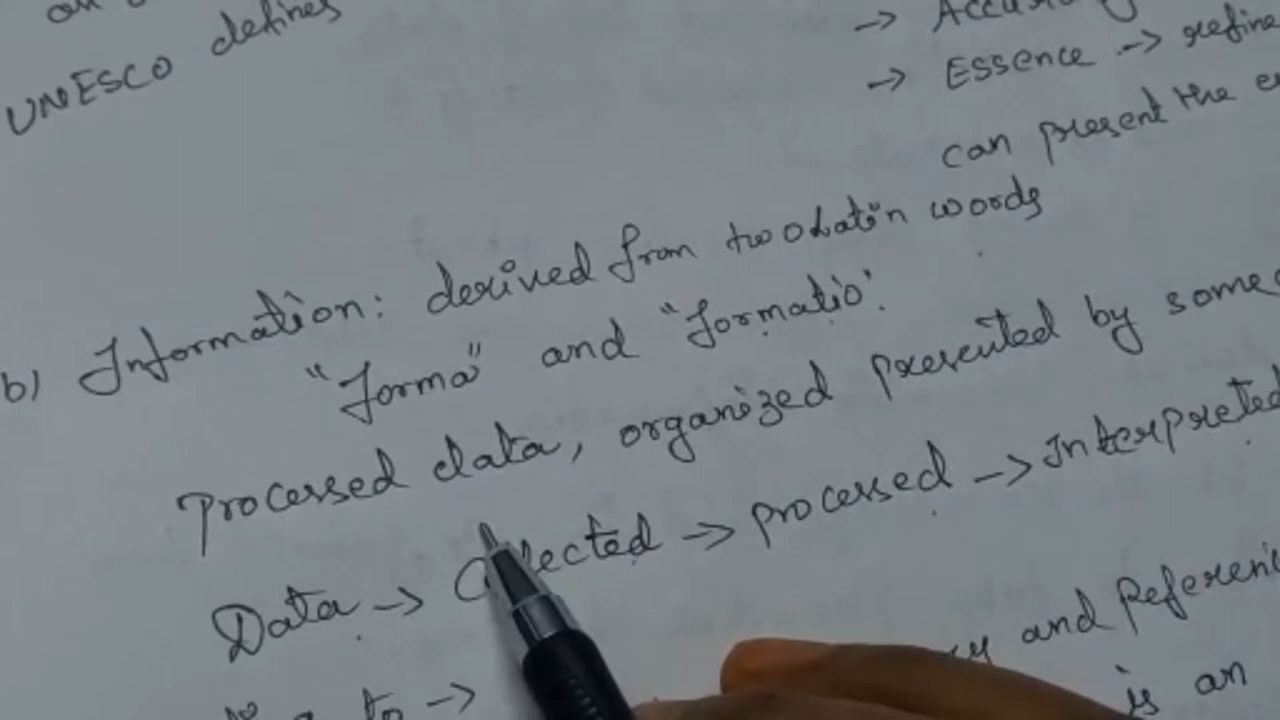 UNESCO defines
→ Essence → refine
can present the
b) Information: derived from two Latin words
"forma" and "formatio".
Processed data, organized presented by some
Data → Collected → processed → Interpreted
and Referenc
→
is an